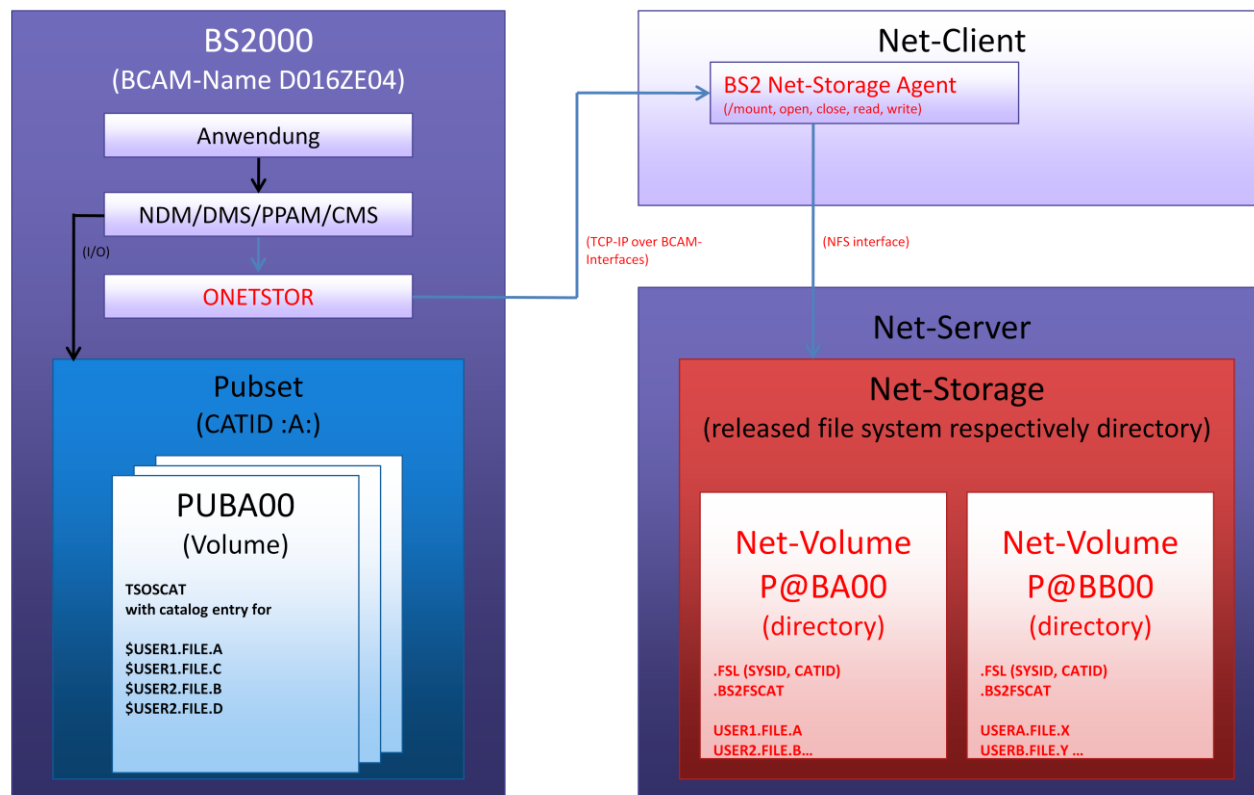 BS2000
(BCAM-Name D016ZE04)
Anwendung
NDM/DMS/PPAM/CMS
(I/O)
ONETSTOR
Pubset
(CATID :A:)
PUBA00
(Volume)
TSOSCAT
with catalog entry for
$USER1.FILE.A
$USER1.FILE.C
$USER2.FILE.B
$USER2.FILE.D
(TCP-IP over BCAM-
Interfaces)
Net-Client
BS2 Net-Storage Agent
(/mount, open, close, read, write)
(NFS interface)
Net-Server
Net-Storage
(released file system respectively directory)
Net-Volume
P@BA00
(directory)
.FSL (SYSID, CATID)
.BS2FSCAT
USER1.FILE.A
USER2.FILE.B...
Net-Volume
P@BB00
(directory)
.FSL (SYSID, CATID)
.BS2FSCAT
USERA.FILE.X
USERB.FILE.Y ...